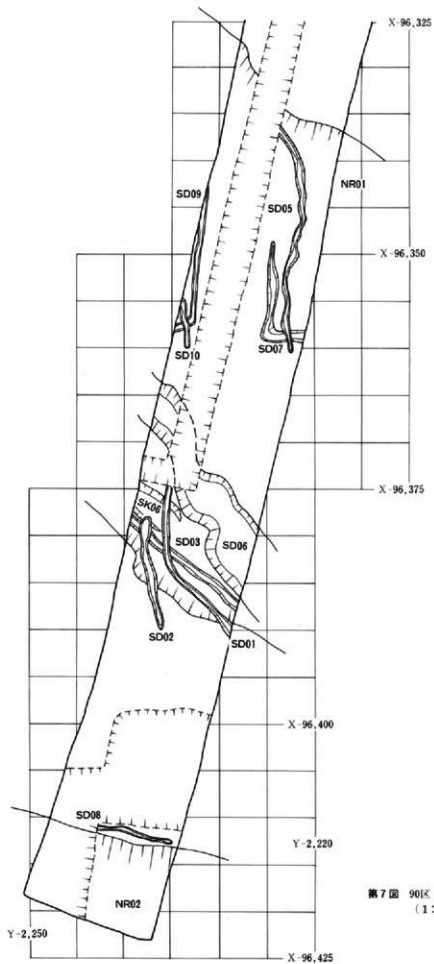 X-96,325
SD09
SD05
NR01
X-96,350
SD10
SD07
X-96,375
SK06
SD03
SD06
SD02
SD01
X-96,400
SD08
Y-2,220
NR02
第7図 90区
(1:
Y-2,250
X-96,425